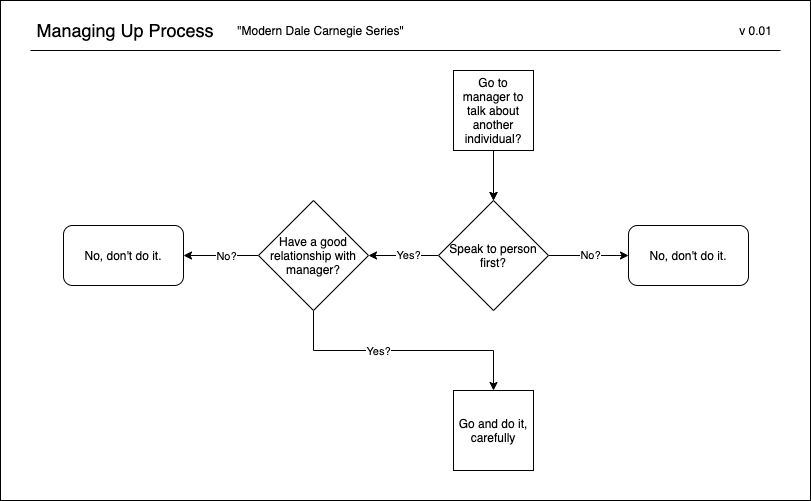 Managing Up Process "Modern Dale Carnegie Series" v 0.01
Go to
manager to
talk about
another
individual?
Speak to person
first?
No?
No, don't do it.
Yes?
Have a good
relationship with
manager?
No?
No, don't do it.
Yes?
Go and do it,
carefully